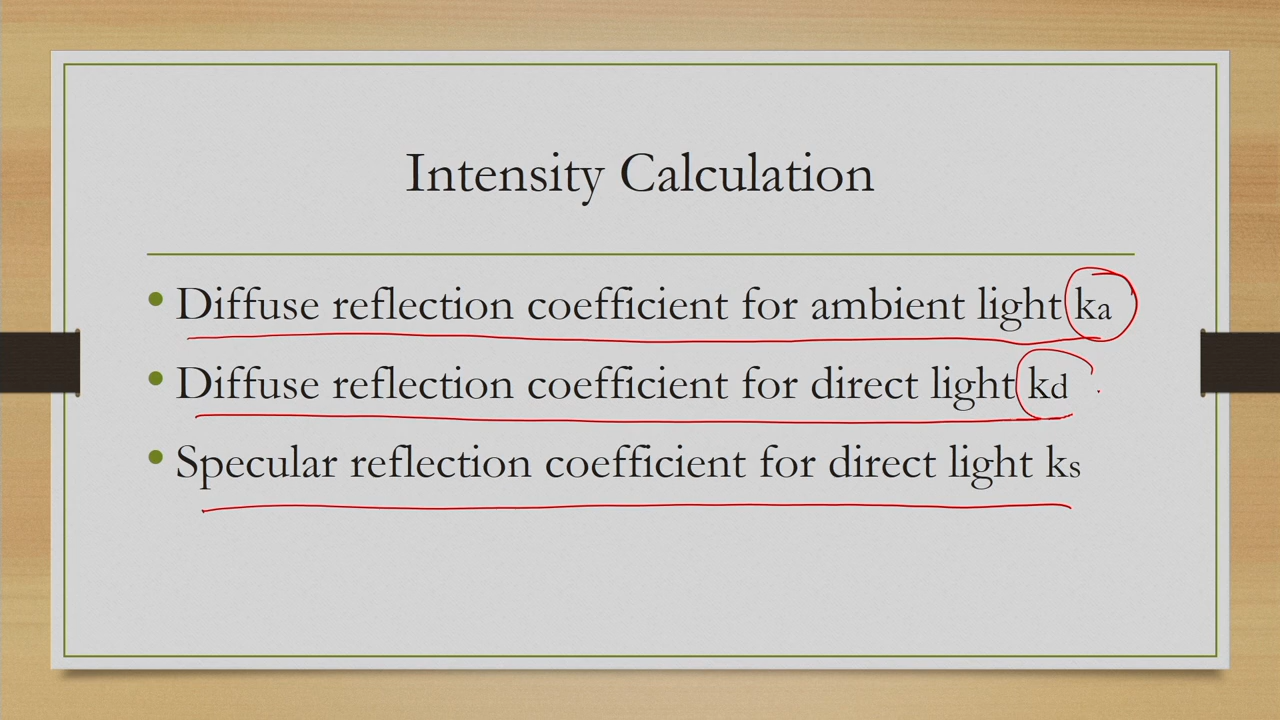 Intensity Calculation
• Diffuse reflection coefficient for ambient light ka
• Diffuse reflection coefficient for direct light kd
• Specular reflection coefficient for direct light ks